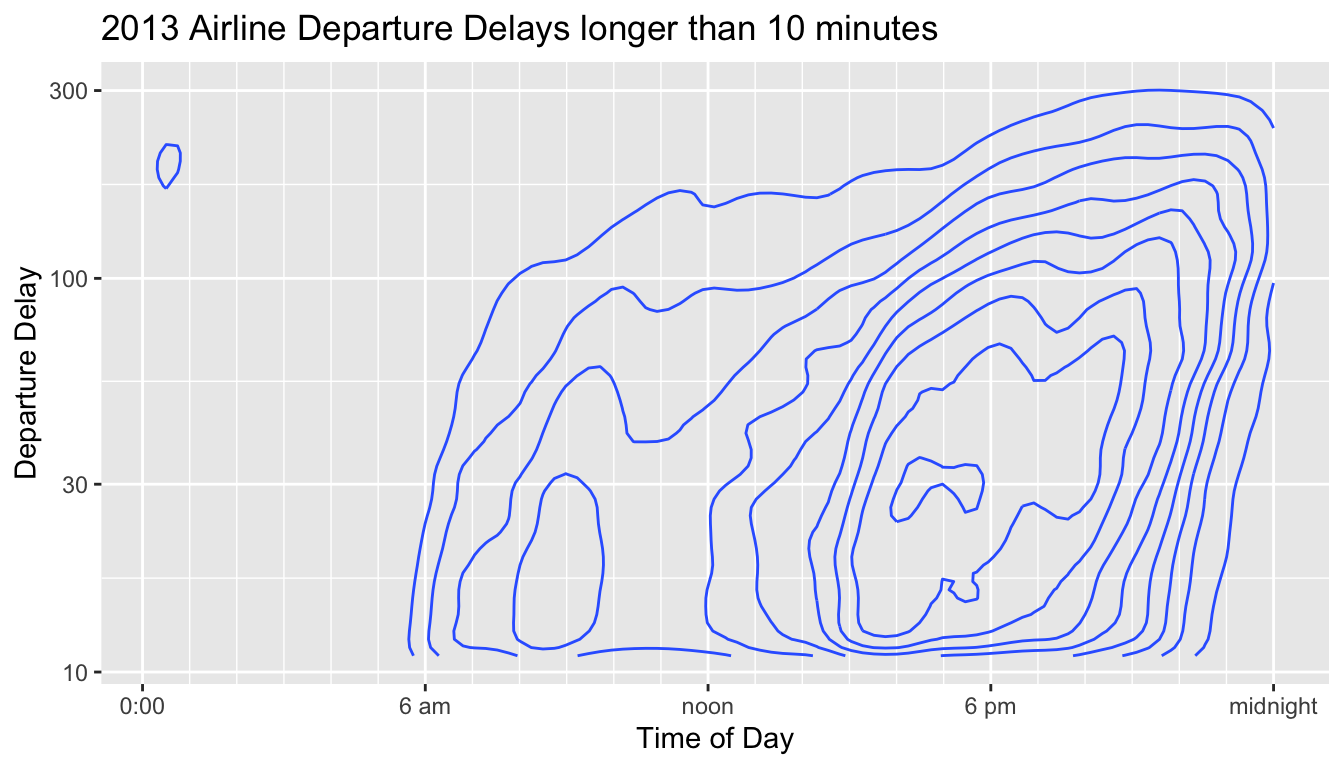 2013 Airline Departure Delays longer than 10 minutes
300
100
30
10
Departure Delay
0:00 6 am noon 6 pm midnight
Time of Day